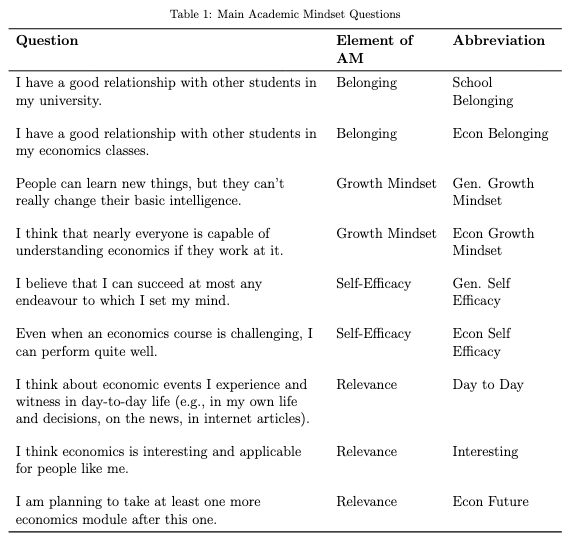 Table 1: Main Academic Mindset Questions
Question Element of AM Abbreviation
I have a good relationship with other students in my university. Belonging School Belonging
I have a good relationship with other students in my economics classes. Belonging Econ Belonging
People can learn new things, but they can't really change their basic intelligence. Growth Mindset Gen. Growth Mindset
I think that nearly everyone is capable of understanding economics if they work at it. Growth Mindset Econ Growth Mindset
I believe that I can succeed at most any endeavour to which I set my mind. Self-Efficacy Gen. Self Efficacy
Even when an economics course is challenging, I can perform quite well. Self-Efficacy Econ Self Efficacy
I think about economic events I experience and witness in day-to-day life (e.g., in my own life and decisions, on the news, in internet articles). Relevance Day to Day
I think economics is interesting and applicable for people like me. Relevance Interesting
I am planning to take at least one more economics module after this one. Relevance Econ Future